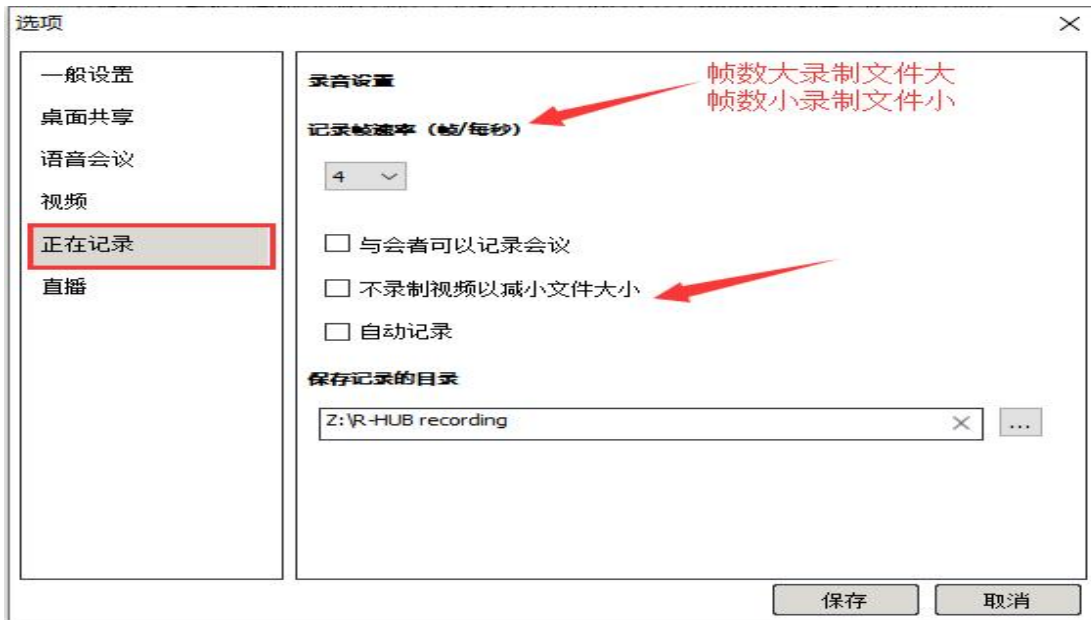 选项
一般设置
桌面共享
语音会议
视频
正在记录
直播
录音设置
帧数大录制文件大
帧数小录制文件小
记录帧速率（帧/每秒）
4
与会者可以记录会议
不录制视频以减小文件大小
自动记录
保存记录的目录
Z:\R-HUB recording
...
保存
取消